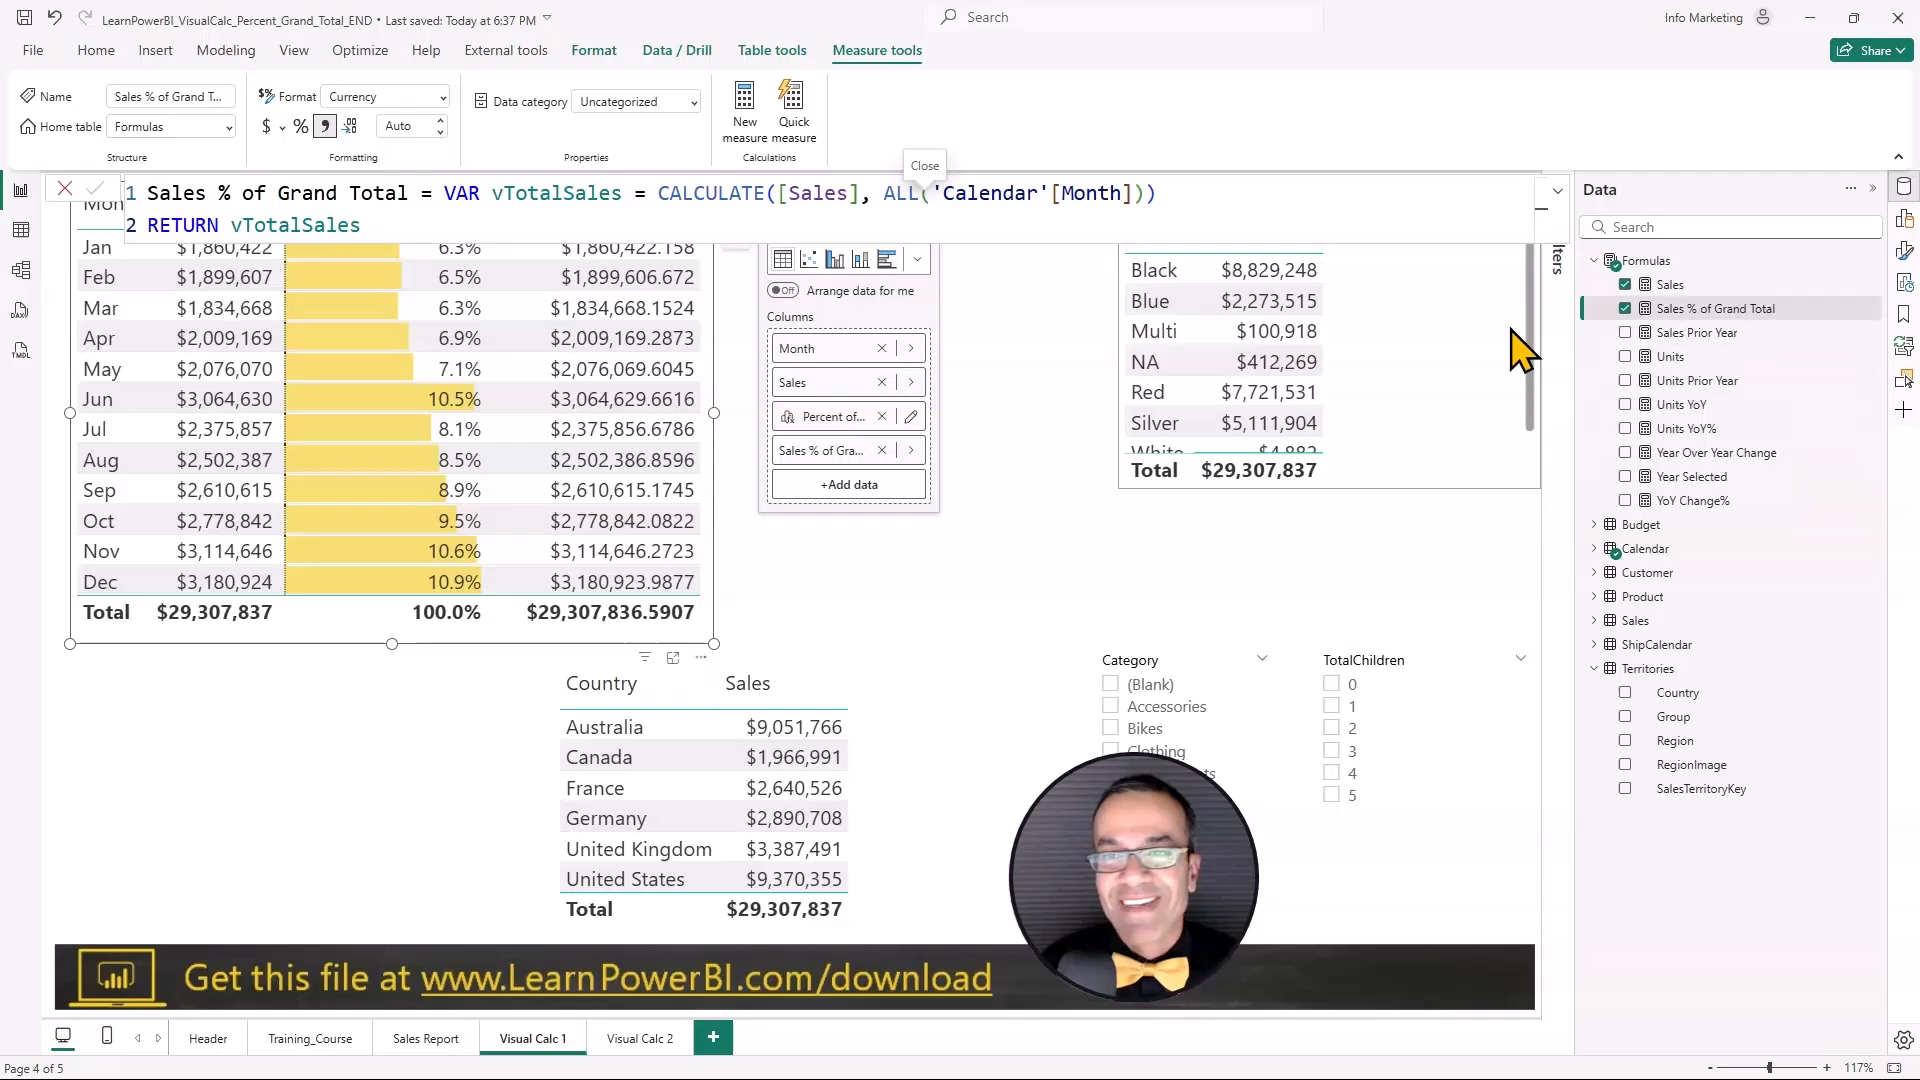 LearnPowerBI_VisualCalc_Percent_Grand_Total_END • Last saved: Today at 6:37 PM
Search
Info Marketing
File Home Insert Modeling View Optimize Help External tools Format Data / Drill Table tools Measure tools
Share
Name Sales % of Grand T...
Home table Formulas
Structure
Format Currency
$ % Auto
Formatting
Data category Uncategorized
Properties
New measure
Quick measure
Calculations
Close
1 Sales % of Grand Total = VAR vTotalSales = CALCULATE([Sales], ALL('Calendar'[Month]))
2 RETURN vTotalSales
Mon
Jan $1,860,422 6.3% $1,860,422.158
Feb $1,899,607 6.5% $1,899,606.672
Mar $1,834,668 6.3% $1,834,668.1524
Apr $2,009,169 6.9% $2,009,169.2873
May $2,076,070 7.1% $2,076,069.6045
Jun $3,064,630 10.5% $3,064,629.6616
Jul $2,375,857 8.1% $2,375,856.6786
Aug $2,502,387 8.5% $2,502,386.8596
Sep $2,610,615 8.9% $2,610,615.1745
Oct $2,778,842 9.5% $2,778,842.0822
Nov $3,114,646 10.6% $3,114,646.2723
Dec $3,180,924 10.9% $3,180,923.9877
Total $29,307,837 100.0% $29,307,836.5907
Off Arrange data for me
Columns
Month
Sales
Percent of...
Sales % of Gra...
+Add data
Black $8,829,248
Blue $2,273,515
Multi $100,918
NA $412,269
Red $7,721,531
Silver $5,111,904
White $4,882
Total $29,307,837
lters
Country Sales
Australia $9,051,766
Canada $1,966,991
France $2,640,526
Germany $2,890,708
United Kingdom $3,387,491
United States $9,370,355
Total $29,307,837
Category
(Blank)
Accessories
Bikes
Clothing
ts
TotalChildren
0
1
2
3
4
5
Get this file at www.LearnPowerBI.com/download
Data
Search
Formulas
Sales
Sales % of Grand Total
Sales Prior Year
Units
Units Prior Year
Units YoY
Units YoY%
Year Over Year Change
Year Selected
YoY Change%
Budget
Calendar
Customer
Product
Sales
ShipCalendar
Territories
Country
Group
Region
RegionImage
SalesTerritoryKey
DAX
TMDL
Header Training_Course Sales Report Visual Calc 1 Visual Calc 2 +
Page 4 of 5
- + 117%